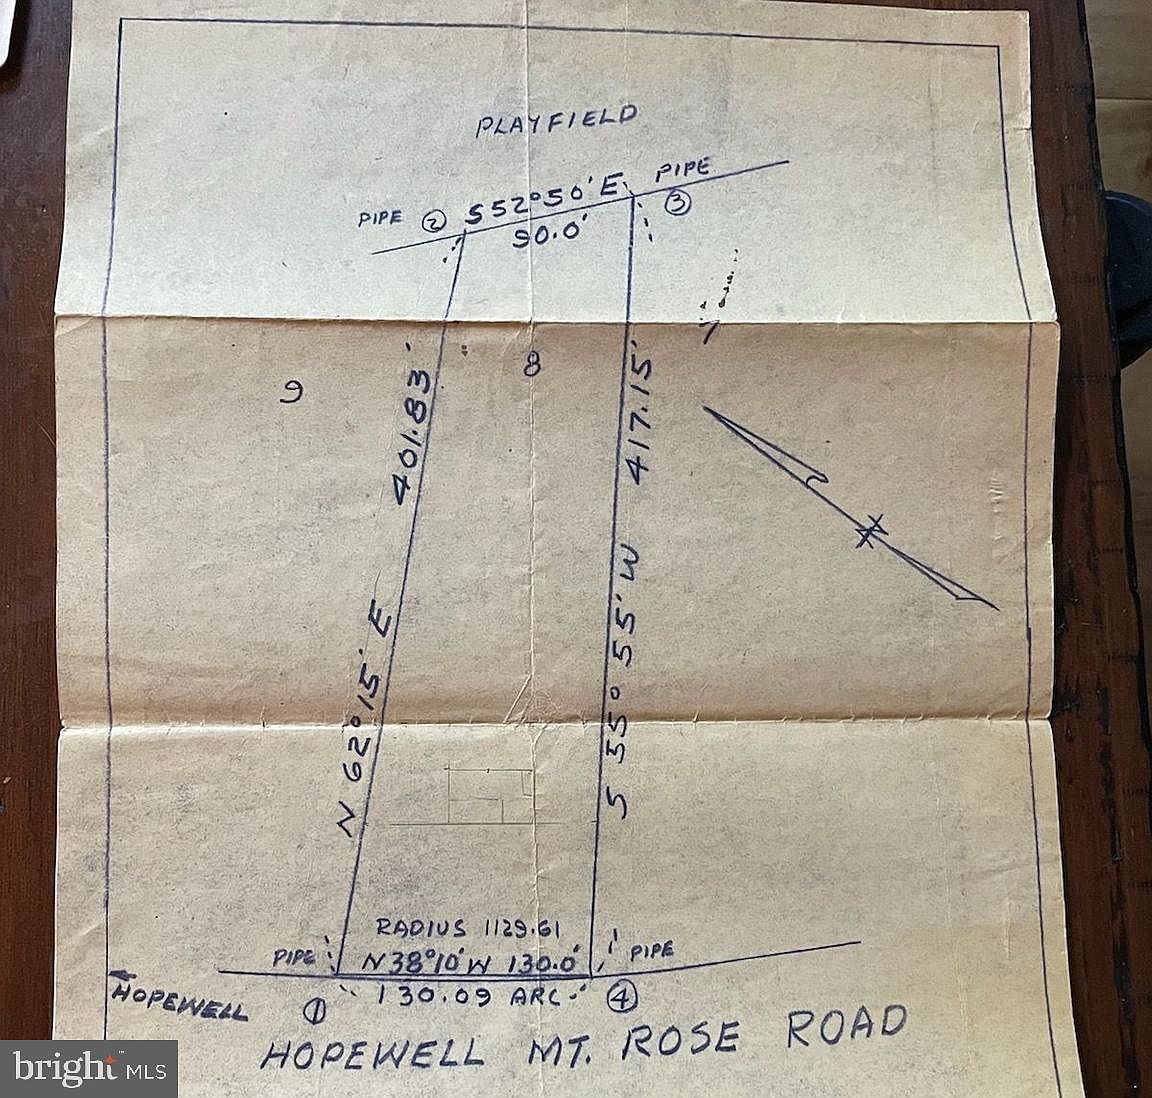 PLAYFIELD
PIPE
PIPE ② S 52° 50' E ③
90.0'
401.83'
417.15'
9
8
N 62° 15' E
S 55° 55' W
RADIUS 1129.61
PIPE
N 38° 10' W 130.0'
PIPE
HOPEWELL
①
130.09 ARC
④
HOPEWELL MT. ROSE ROAD
bright MLS